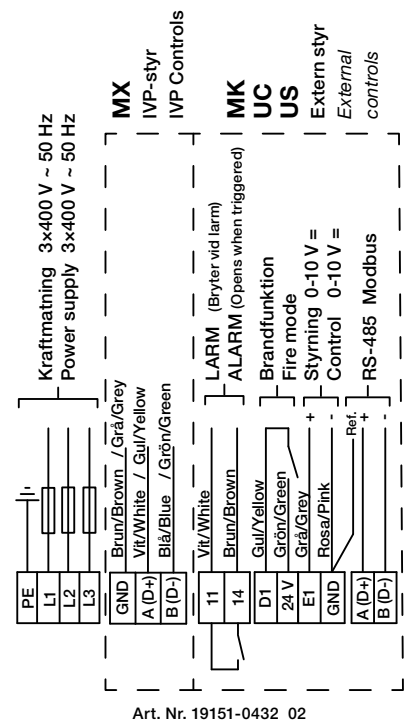 Kraftmatning 3×400 V ~ 50 Hz
Power supply 3×400 V ~ 50 Hz
PE
L1
L2
L3
MX
IVP-styr
IVP Controls
GND
Brun/Brown / Grå/Grey
A (D+)
Vit/White / Gul/Yellow
B (D-)
Blå/Blue / Grön/Green
MK
UC
US
Extern styr
External
controls
LARM (Bryter vid larm)
ALARM (Opens when triggered)
11
Vit/White
14
Brun/Brown
Brandfunktion
Fire mode
D1
Gul/Yellow
24 V
Grön/Green
Styrning 0-10 V =
Control 0-10 V =
E1
Grå/Grey
+
GND
Rosa/Pink
-
RS-485 Modbus
Ref.
A (D+)
+
B (D-)
-
Art. Nr. 19151-0432 02